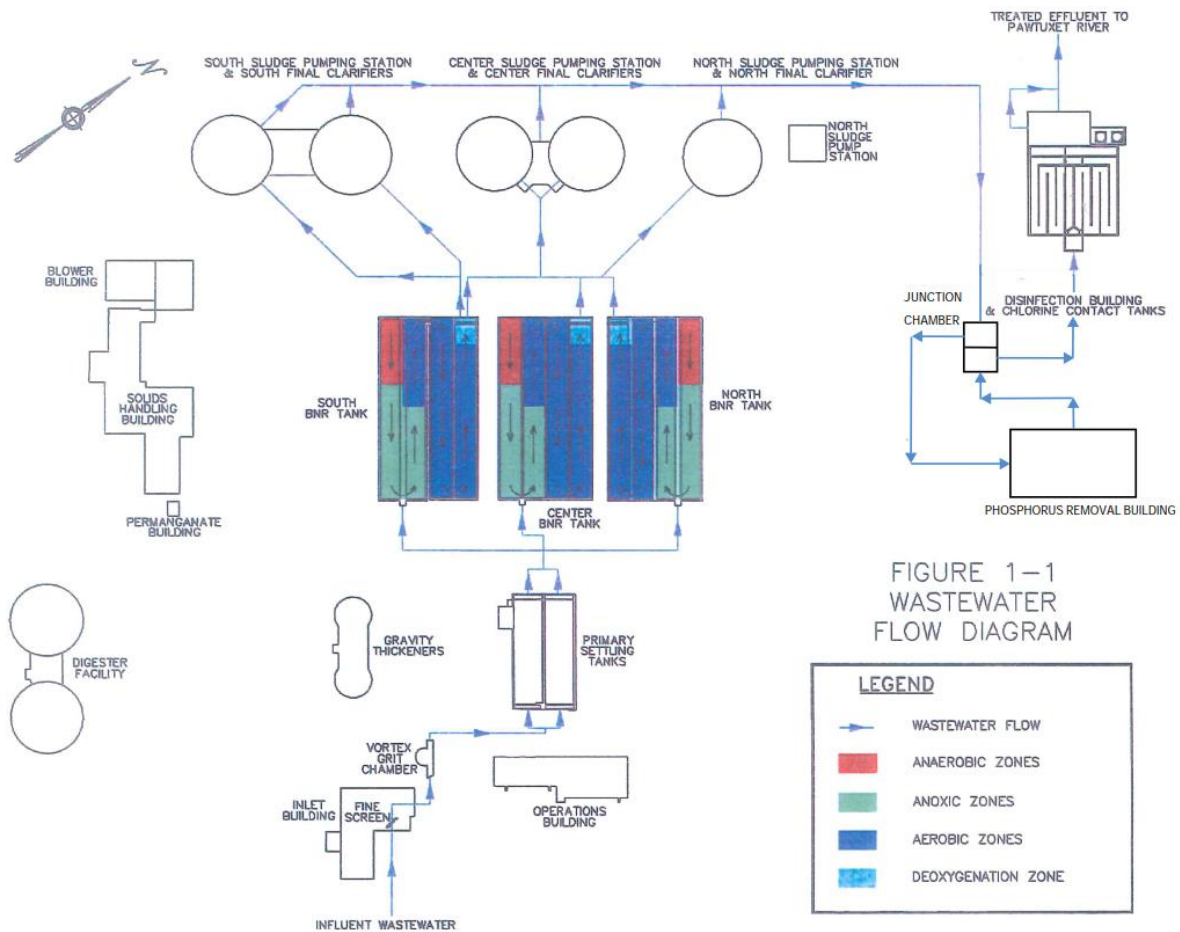 TREATED EFFLUENT TO
PAWTUXET RIVER
SOUTH SLUDGE PUMPING STATION
& SOUTH FINAL CLARIFIERS
CENTER SLUDGE PUMPING STATION
& CENTER FINAL CLARIFIERS
NORTH SLUDGE PUMPING STATION
& NORTH FINAL CLARIFIER
N
NORTH
SLUDGE
PUMP
STATION
BLOWER
BUILDING
JUNCTION
CHAMBER
DISINFECTION BUILDING
& CHLORINE CONTACT TANKS
SOLIDS
HANDLING
BUILDING
SOUTH
BNR TANK
NORTH
BNR TANK
CENTER
BNR TANK
PERMANGANATE
BUILDING
PHOSPHORUS REMOVAL BUILDING
FIGURE 1-1
WASTEWATER
FLOW DIAGRAM
DIGESTER
FACILITY
GRAVITY
THICKENERS
PRIMARY
SETTLING
TANKS
LEGEND
WASTEWATER FLOW
ANAEROBIC ZONES
ANOXIC ZONES
AEROBIC ZONES
DEOXYGENATION ZONE
VORTEX
GRIT
CHAMBER
INLET
BUILDING
FINE
SCREEN
OPERATIONS
BUILDING
INFLUENT WASTEWATER